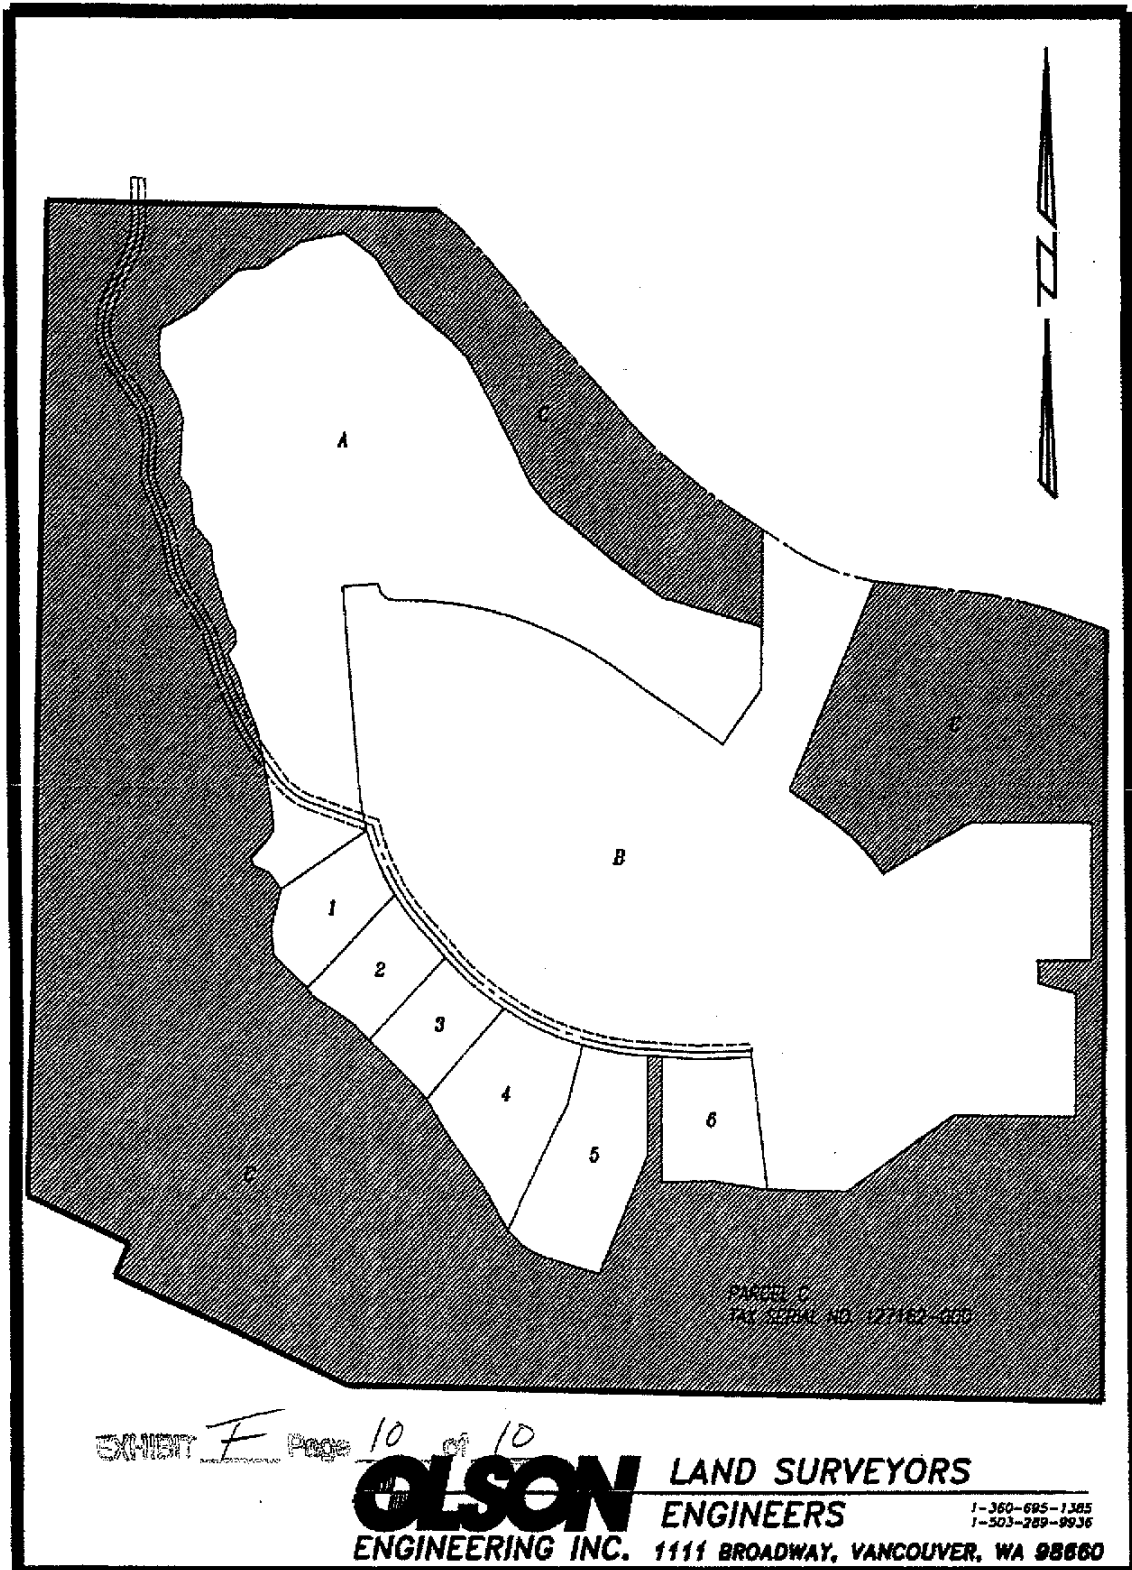 N
C
A
C
B
1
2
3
4
5
6
C
PARCEL C
TAX SERIAL NO. 127162-000
EXHIBIT F Page 10 of 10
OLSON
ENGINEERING INC.
LAND SURVEYORS
ENGINEERS
1-360-695-1385
1-503-289-9936
1111 BROADWAY, VANCOUVER, WA 98660